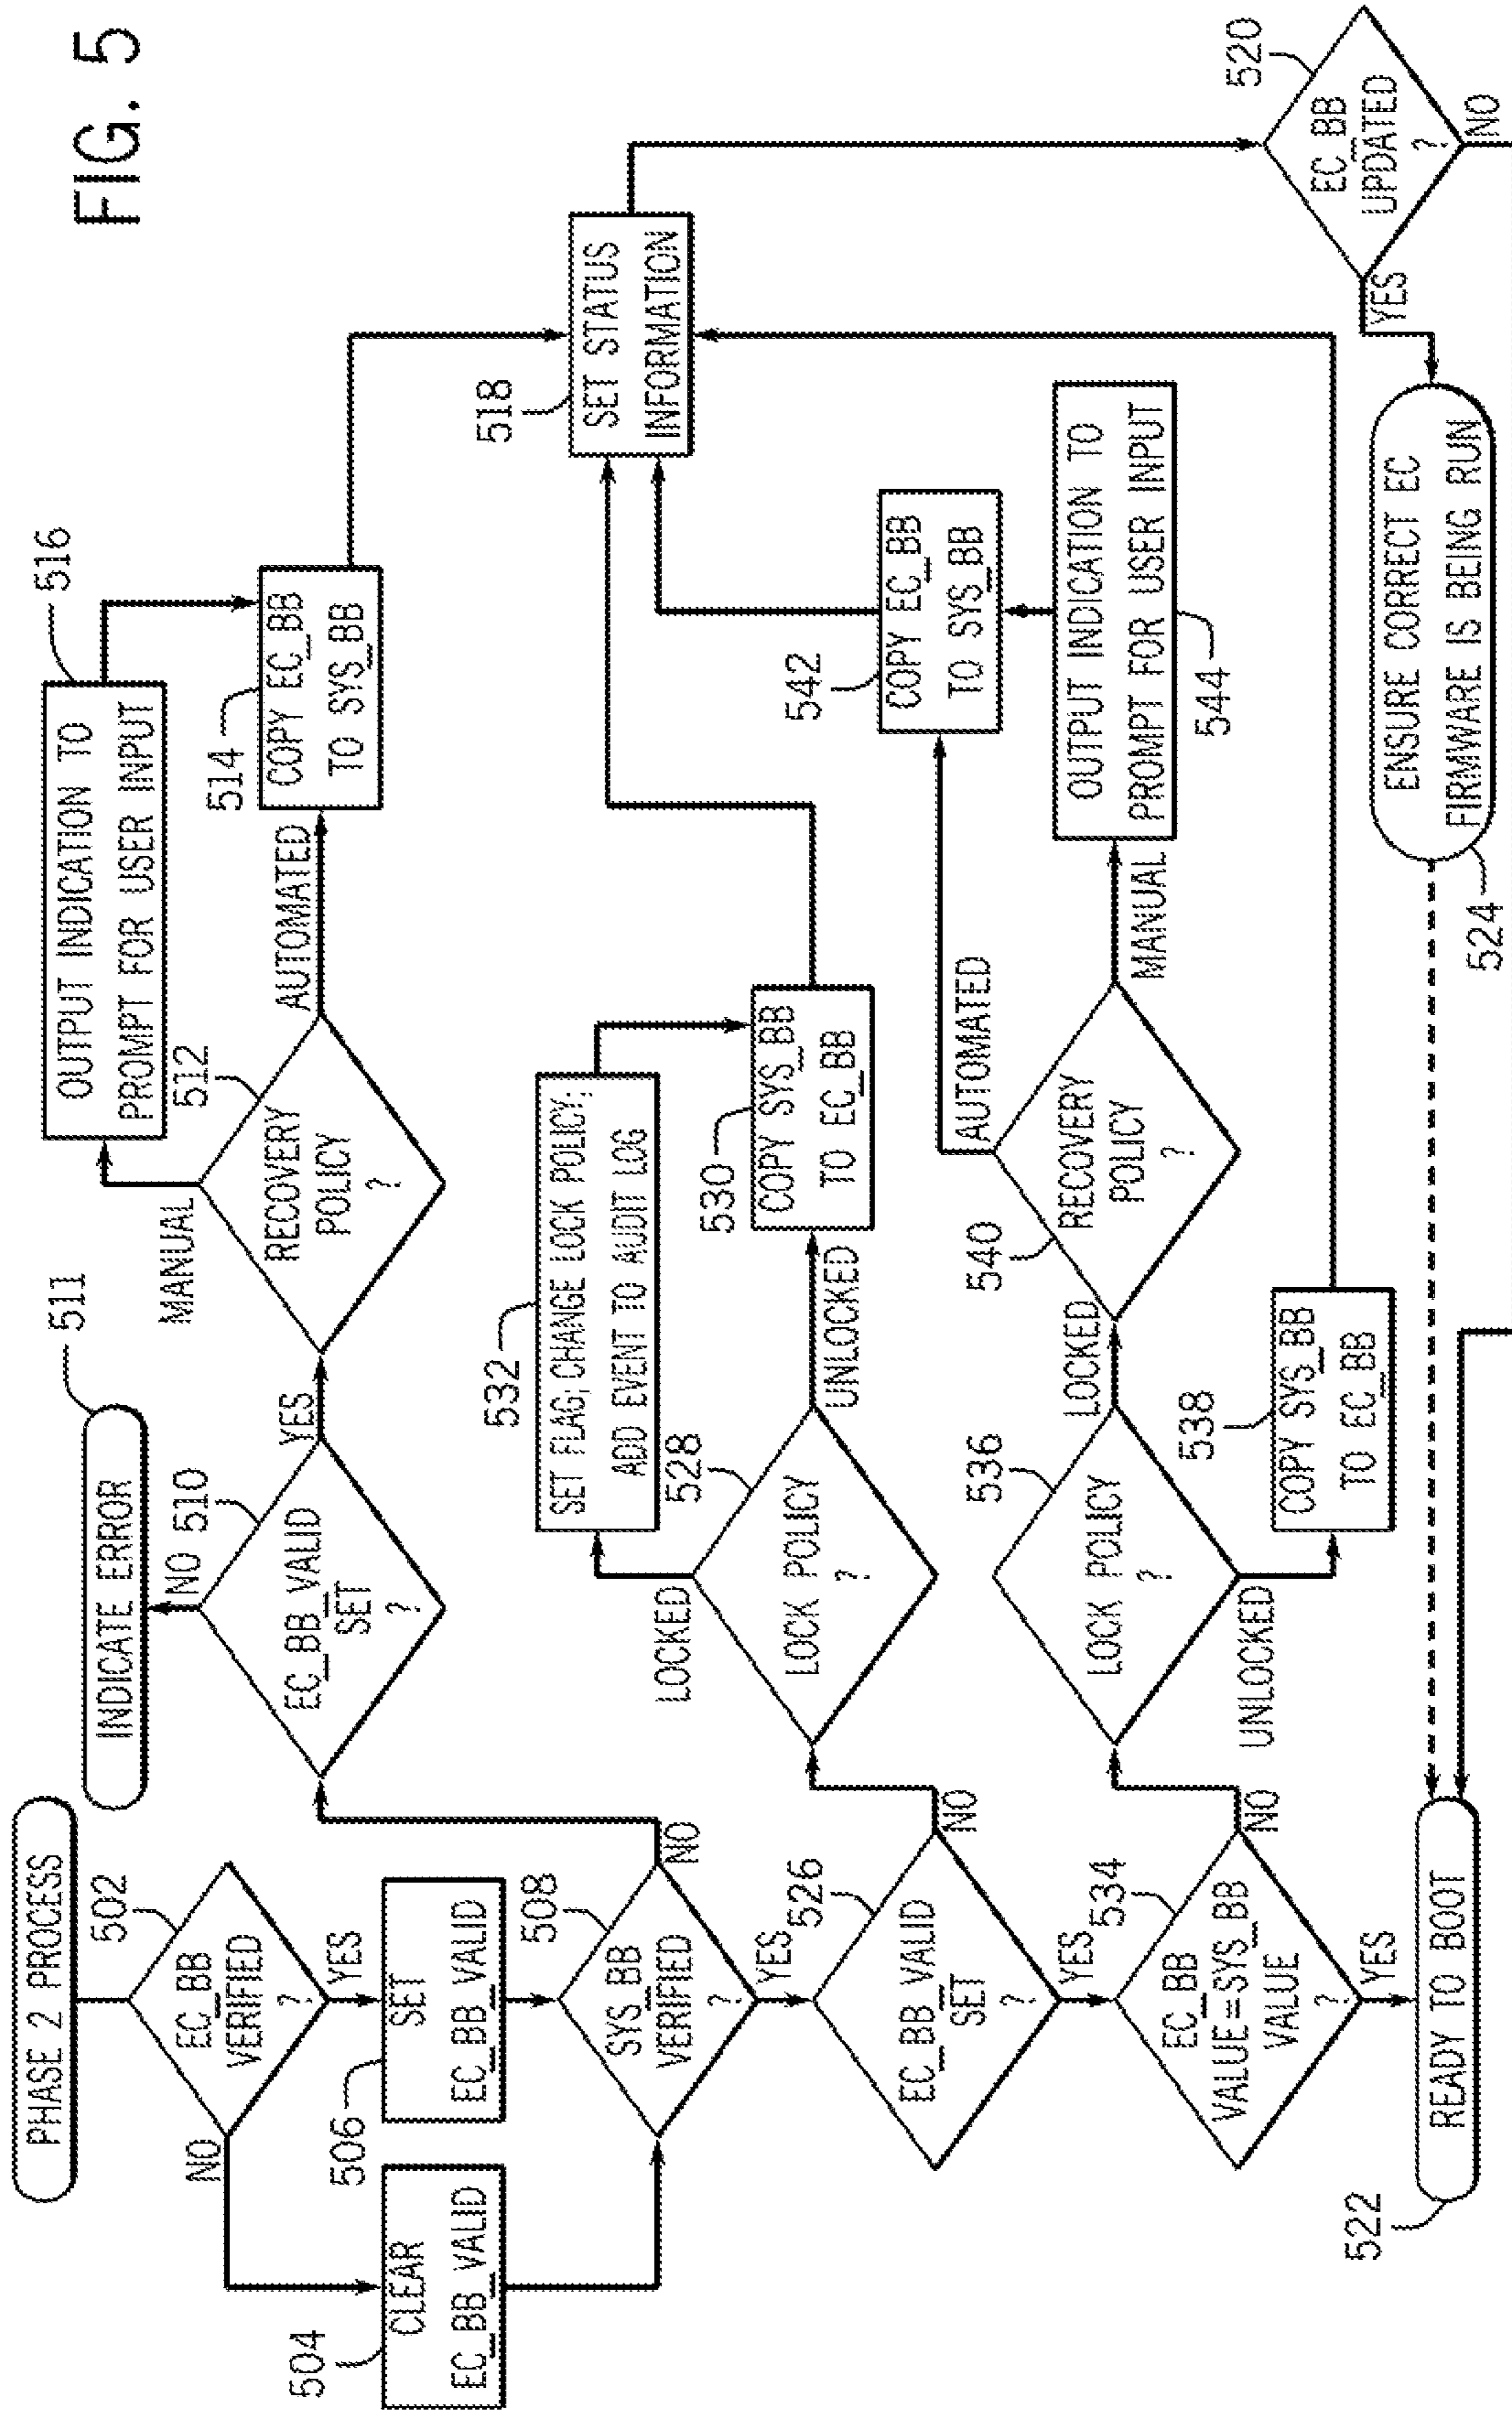 FIG. 5
PHASE 2 PROCESS
502
EC_BB
VERIFIED
?
NO
YES
504
CLEAR
EC_BB_VALID
506
SET
EC_BB_VALID
508
SYS_BB
VERIFIED
?
NO
YES
510
EC_BB_VALID
SET
?
NO
YES
511
INDICATE ERROR
512
RECOVERY
POLICY
?
MANUAL
AUTOMATED
516
OUTPUT INDICATION TO
PROMPT FOR USER INPUT
514
COPY EC_BB
TO SYS_BB
518
SET STATUS
INFORMATION
520
EC_BB
UPDATED
?
YES
NO
526
EC_BB_VALID
SET
?
NO
YES
528
LOCK POLICY
?
LOCKED
UNLOCKED
532
SET FLAG; CHANGE LOCK POLICY;
ADD EVENT TO AUDIT LOG
530
COPY SYS_BB
TO EC_BB
534
EC_BB
VALUE=SYS_BB
VALUE
?
NO
YES
536
LOCK POLICY
?
LOCKED
UNLOCKED
538
COPY SYS_BB
TO EC_BB
540
RECOVERY
POLICY
?
AUTOMATED
MANUAL
542
COPY EC_BB
TO SYS_BB
544
OUTPUT INDICATION TO
PROMPT FOR USER INPUT
522
READY TO BOOT
524
ENSURE CORRECT EC
FIRMWARE IS BEING RUN